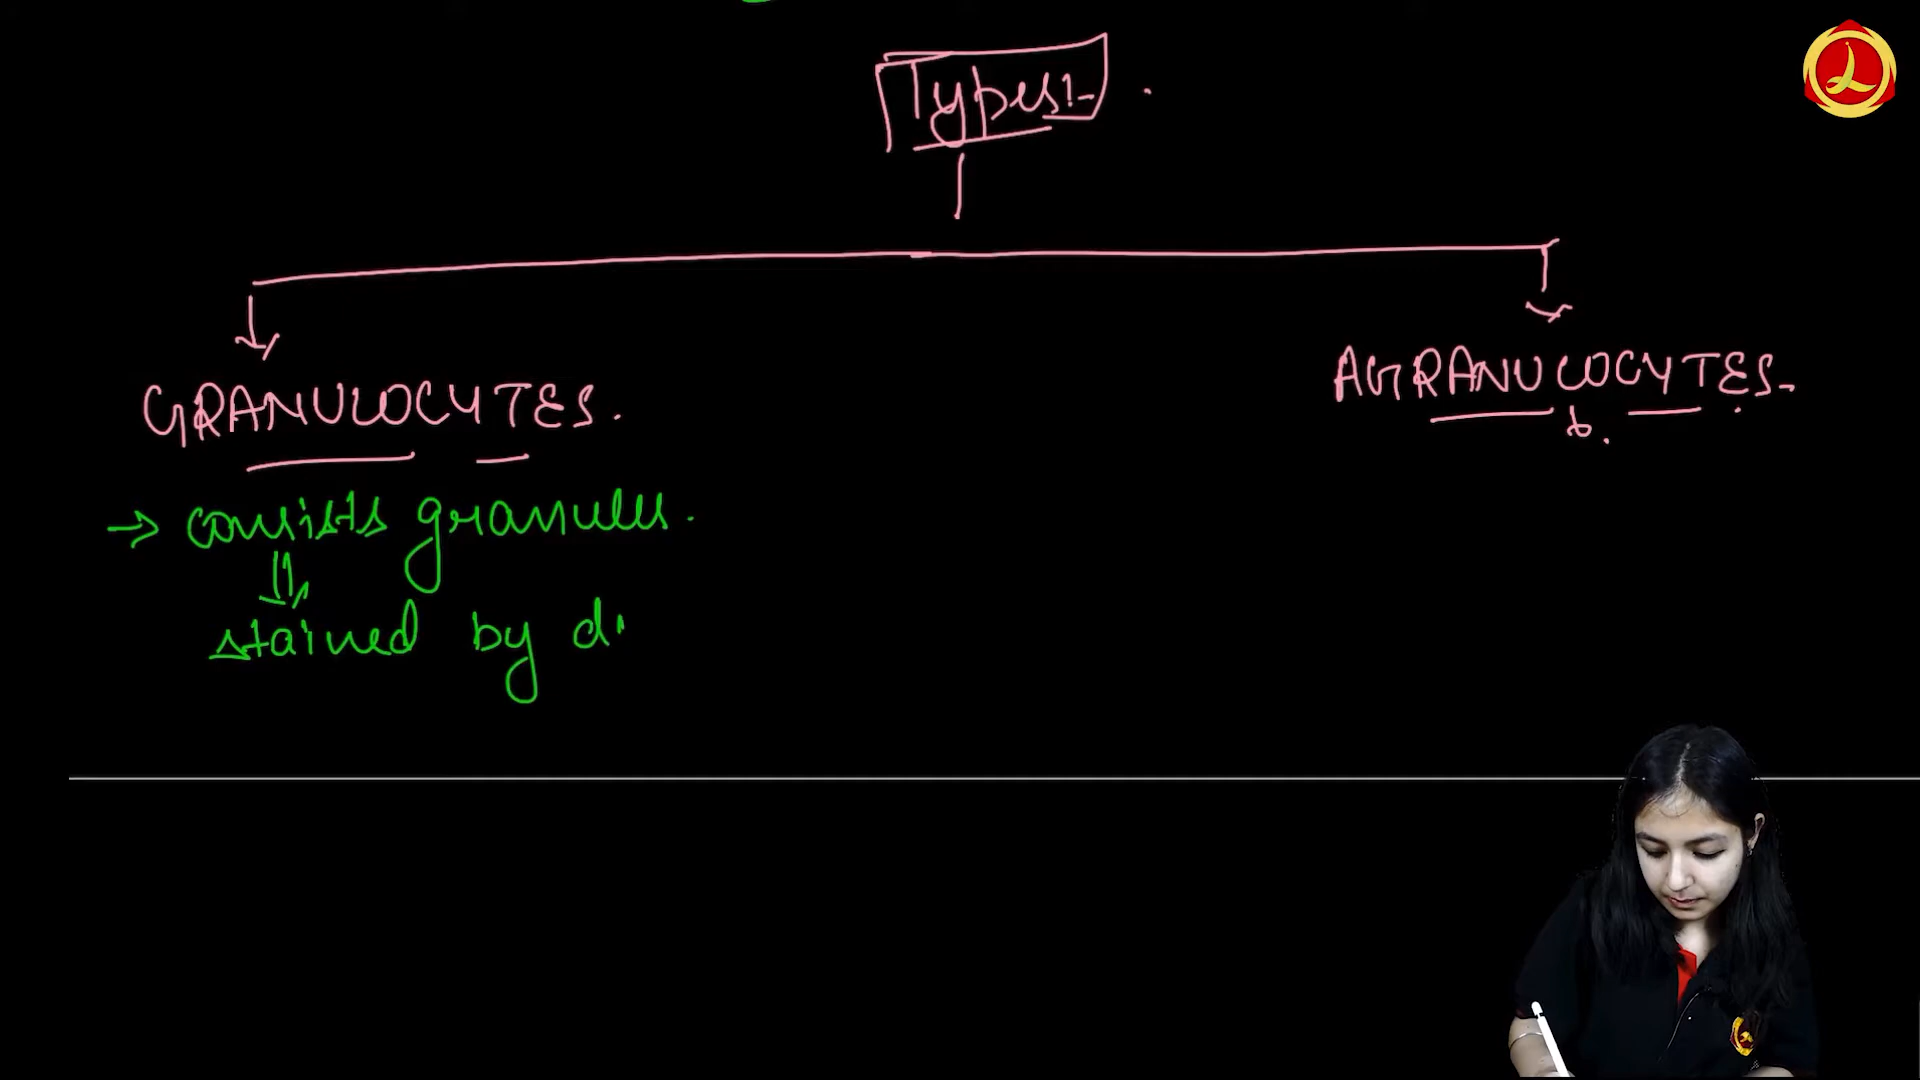 Types:-
GRANULOCYTES.
AGRANULOCYTES-
→ consists granules.
stained by